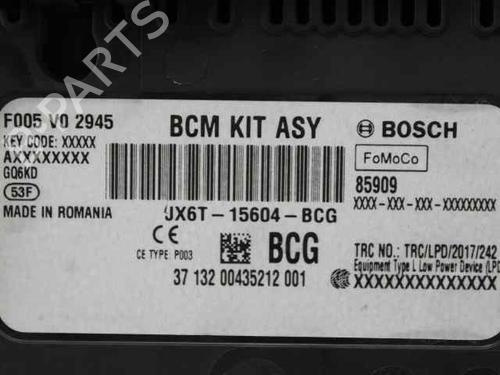 F005 V0 2945
BCM KIT ASY
BOSCH
KEY CODE: XXXXX
AXXXXXXXX
GQ6KD
53F
FoMoCo
85909
XXXX-XXX-XXX-XXXXXXXXX
MADE IN ROMANIA
JX6T-15604-BCG
CE
CE TYPE: P003
BCG
37 132 00435212 001
TRC NO.: TRC/LPD/2017/242
Equipment Type L Low Power Device (LPD
XXXXXXXXXXXXXXX